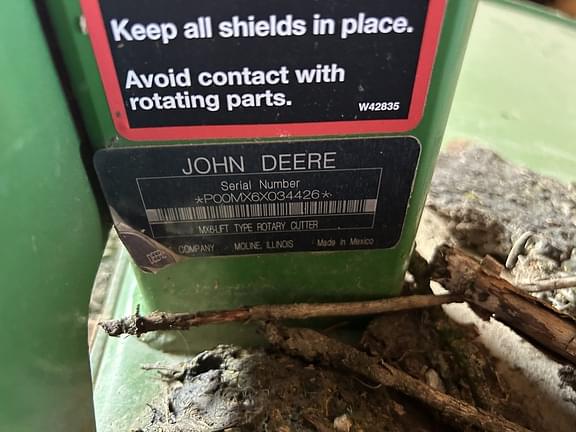 Keep all shields in place.
Avoid contact with
rotating parts.
W42835
JOHN DEERE
Serial Number
*P00MX6X034426*
MX6 LIFT TYPE ROTARY CUTTER
COMPANY MOLINE, ILLINOIS Made in Mexico